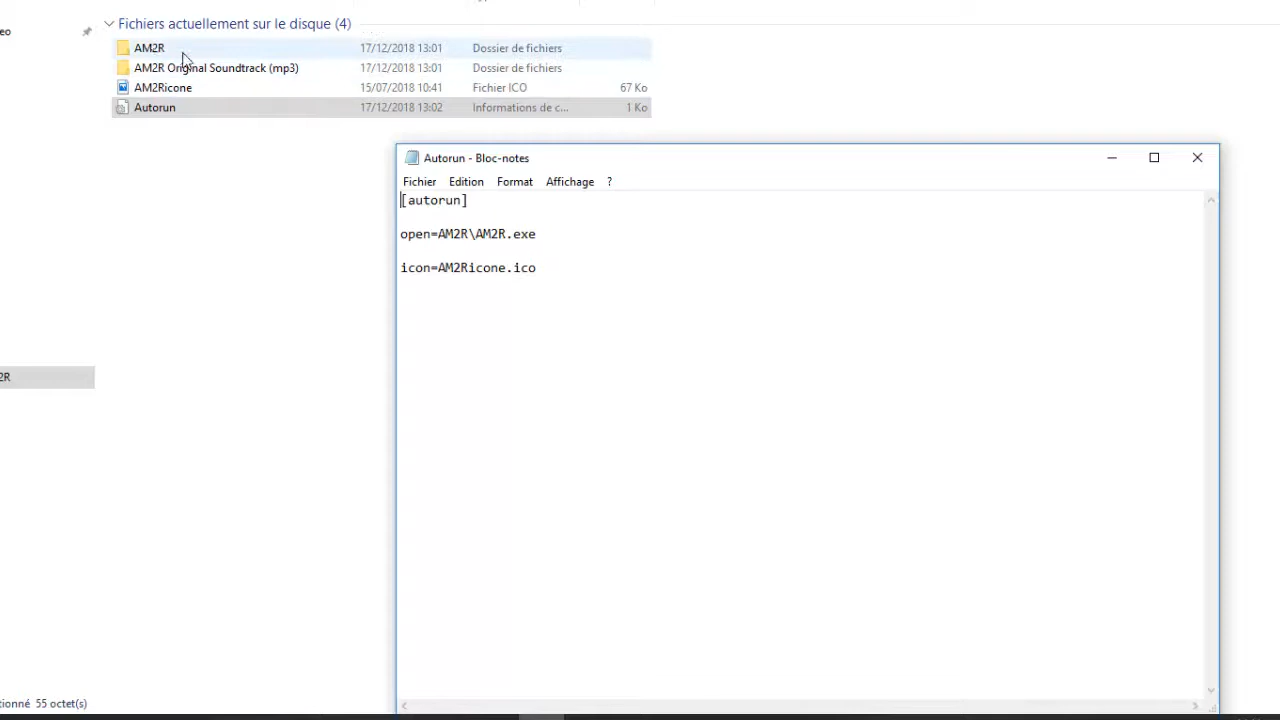 Fichiers actuellement sur le disque (4)
AM2R 17/12/2018 13:01 Dossier de fichiers
AM2R Original Soundtrack (mp3) 17/12/2018 13:01 Dossier de fichiers
AM2Ricone 15/07/2018 10:41 Fichier ICO 67 Ko
Autorun 17/12/2018 13:02 Informations de c... 1 Ko
Autorun - Bloc-notes
Fichier Edition Format Affichage ?
[autorun]
open=AM2R\AM2R.exe
icon=AM2Ricone.ico
eo
2R
tionné 55 octet(s)